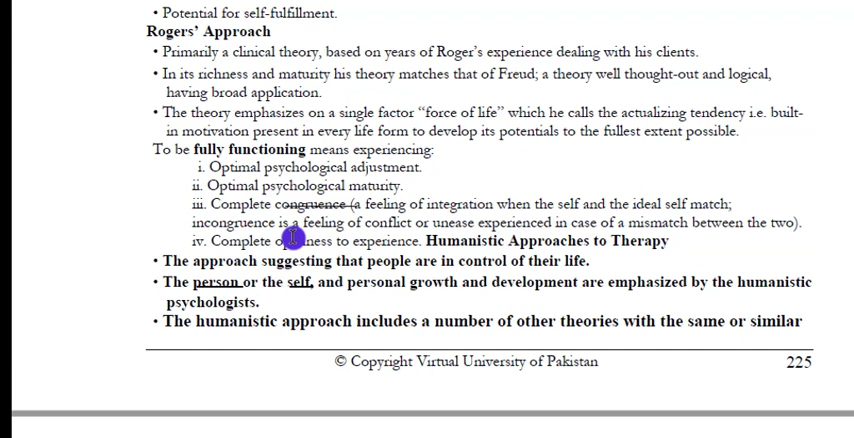 • Potential for self-fulfillment.
Rogers' Approach
• Primarily a clinical theory, based on years of Roger's experience dealing with his clients.
• In its richness and maturity his theory matches that of Freud; a theory well thought-out and logical,
having broad application.
• The theory emphasizes on a single factor "force of life" which he calls the actualizing tendency i.e. built-
in motivation present in every life form to develop its potentials to the fullest extent possible.
To be fully functioning means experiencing:
i. Optimal psychological adjustment.
ii. Optimal psychological maturity.
iii. Complete congruence (a feeling of integration when the self and the ideal self match;
incongruence is a feeling of conflict or unease experienced in case of a mismatch between the two).
iv. Complete openness to experience. Humanistic Approaches to Therapy
• The approach suggesting that people are in control of their life.
• The person or the self, and personal growth and development are emphasized by the humanistic
psychologists.
• The humanistic approach includes a number of other theories with the same or similar
© Copyright Virtual University of Pakistan 225